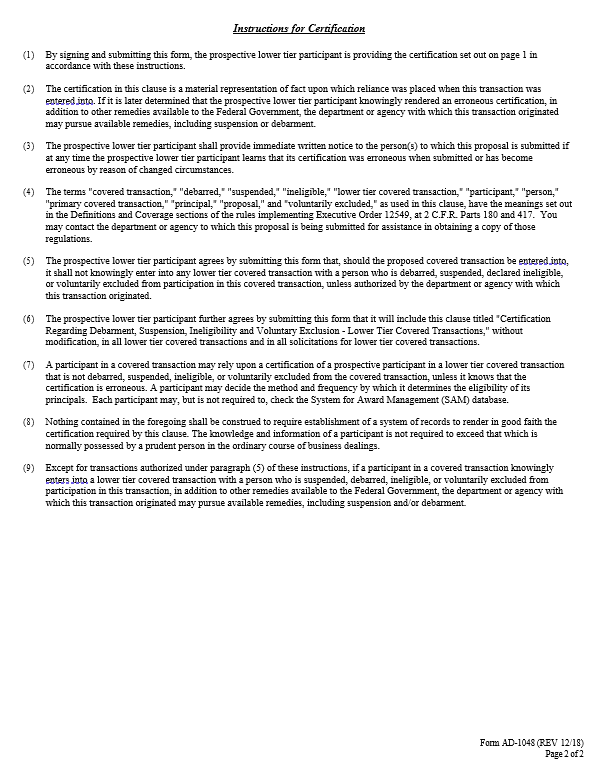 Instructions for Certification
(1) By signing and submitting this form, the prospective lower tier participant is providing the certification set out on page 1 in
accordance with these instructions.
(2) The certification in this clause is a material representation of fact upon which reliance was placed when this transaction was
entered into. If it is later determined that the prospective lower tier participant knowingly rendered an erroneous certification, in
addition to other remedies available to the Federal Government, the department or agency with which this transaction originated
may pursue available remedies, including suspension or debarment.
(3) The prospective lower tier participant shall provide immediate written notice to the person(s) to which this proposal is submitted if
at any time the prospective lower tier participant learns that its certification was erroneous when submitted or has become
erroneous by reason of changed circumstances.
(4) The terms "covered transaction," "debarred," "suspended," "ineligible," "lower tier covered transaction," "participant," "person,"
"primary covered transaction," "principal," "proposal," and "voluntarily excluded," as used in this clause, have the meanings set out
in the Definitions and Coverage sections of the rules implementing Executive Order 12549, at 2 C.F.R. Parts 180 and 417. You
may contact the department or agency to which this proposal is being submitted for assistance in obtaining a copy of those
regulations.
(5) The prospective lower tier participant agrees by submitting this form that, should the proposed covered transaction be entered into,
it shall not knowingly enter into any lower tier covered transaction with a person who is debarred, suspended, declared ineligible,
or voluntarily excluded from participation in this covered transaction, unless authorized by the department or agency with which
this transaction originated.
(6) The prospective lower tier participant further agrees by submitting this form that it will include this clause titled "Certification
Regarding Debarment, Suspension, Ineligibility and Voluntary Exclusion - Lower Tier Covered Transactions," without
modification, in all lower tier covered transactions and in all solicitations for lower tier covered transactions.
(7) A participant in a covered transaction may rely upon a certification of a prospective participant in a lower tier covered transaction
that is not debarred, suspended, ineligible, or voluntarily excluded from the covered transaction, unless it knows that the
certification is erroneous. A participant may decide the method and frequency by which it determines the eligibility of its
principals. Each participant may, but is not required to, check the System for Award Management (SAM) database.
(8) Nothing contained in the foregoing shall be construed to require establishment of a system of records to render in good faith the
certification required by this clause. The knowledge and information of a participant is not required to exceed that which is
normally possessed by a prudent person in the ordinary course of business dealings.
(9) Except for transactions authorized under paragraph (5) of these instructions, if a participant in a covered transaction knowingly
enters into a lower tier covered transaction with a person who is suspended, debarred, ineligible, or voluntarily excluded from
participation in this transaction, in addition to other remedies available to the Federal Government, the department or agency with
which this transaction originated may pursue available remedies, including suspension and/or debarment.
Form AD-1048 (REV 12/18)
Page 2 of 2